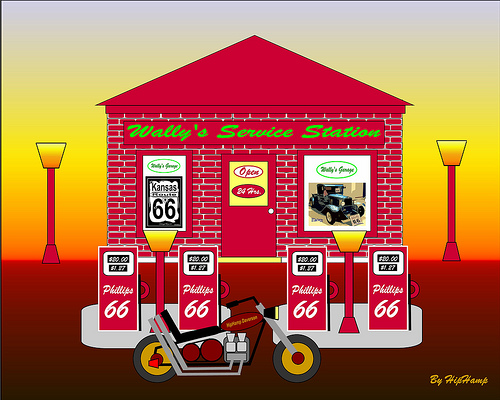 Wally's Service Station
Wally's Garage
Kansas
Route
66
Open
24 Hrs.
Wally's Garage
$20.00
$1.27
Phillips
66
$20.00
$1.27
Phillips
66
$20.00
$1.27
Phillips
66
$20.00
$1.27
Phillips
66
By HipHamp